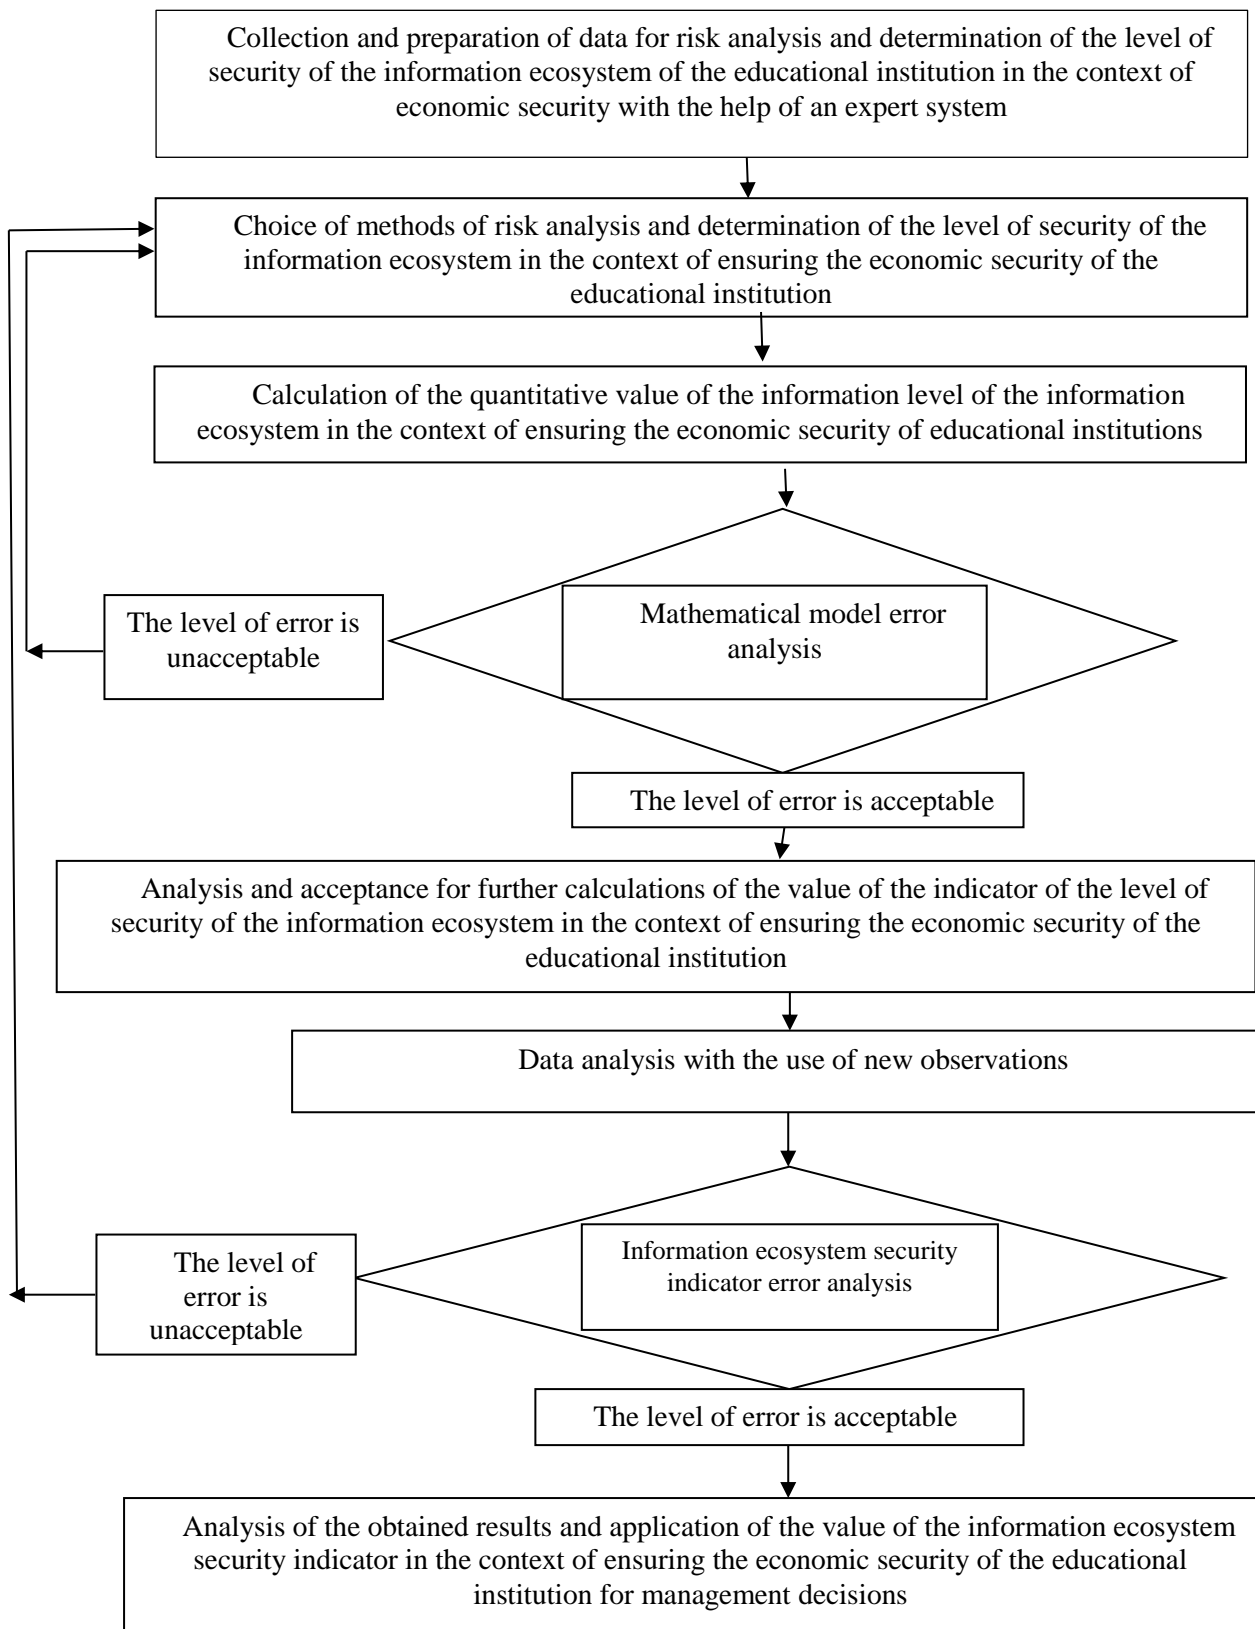 Collection and preparation of data for risk analysis and determination of the level of
security of the information ecosystem of the educational institution in the context of
economic security with the help of an expert system
Choice of methods of risk analysis and determination of the level of security of the
information ecosystem in the context of ensuring the economic security of the
educational institution
Calculation of the quantitative value of the information level of the information
ecosystem in the context of ensuring the economic security of educational institutions
The level of error is
unacceptable
Mathematical model error
analysis
The level of error is acceptable
Analysis and acceptance for further calculations of the value of the indicator of the level of
security of the information ecosystem in the context of ensuring the economic security of the
educational institution
Data analysis with the use of new observations
The level of
error is
unacceptable
Information ecosystem security
indicator error analysis
The level of error is acceptable
Analysis of the obtained results and application of the value of the information ecosystem
security indicator in the context of ensuring the economic security of the educational
institution for management decisions